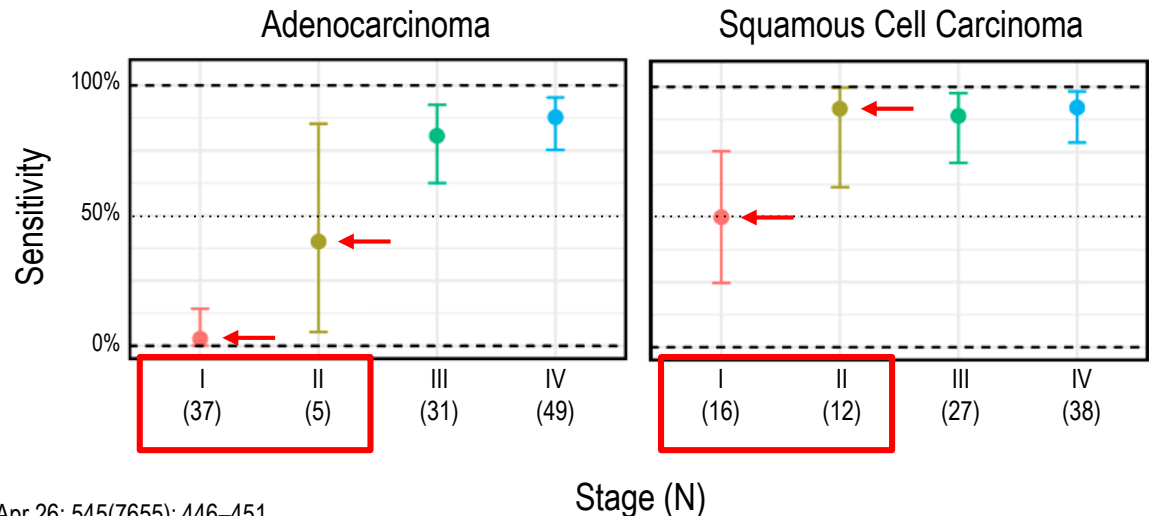 Adenocarcinoma
Squamous Cell Carcinoma
Sensitivity
100%
50%
0%
I II III IV
(37) (5) (31) (49)
I II III IV
(16) (12) (27) (38)
Stage (N)
Apr 26; 545(7655): 446–451